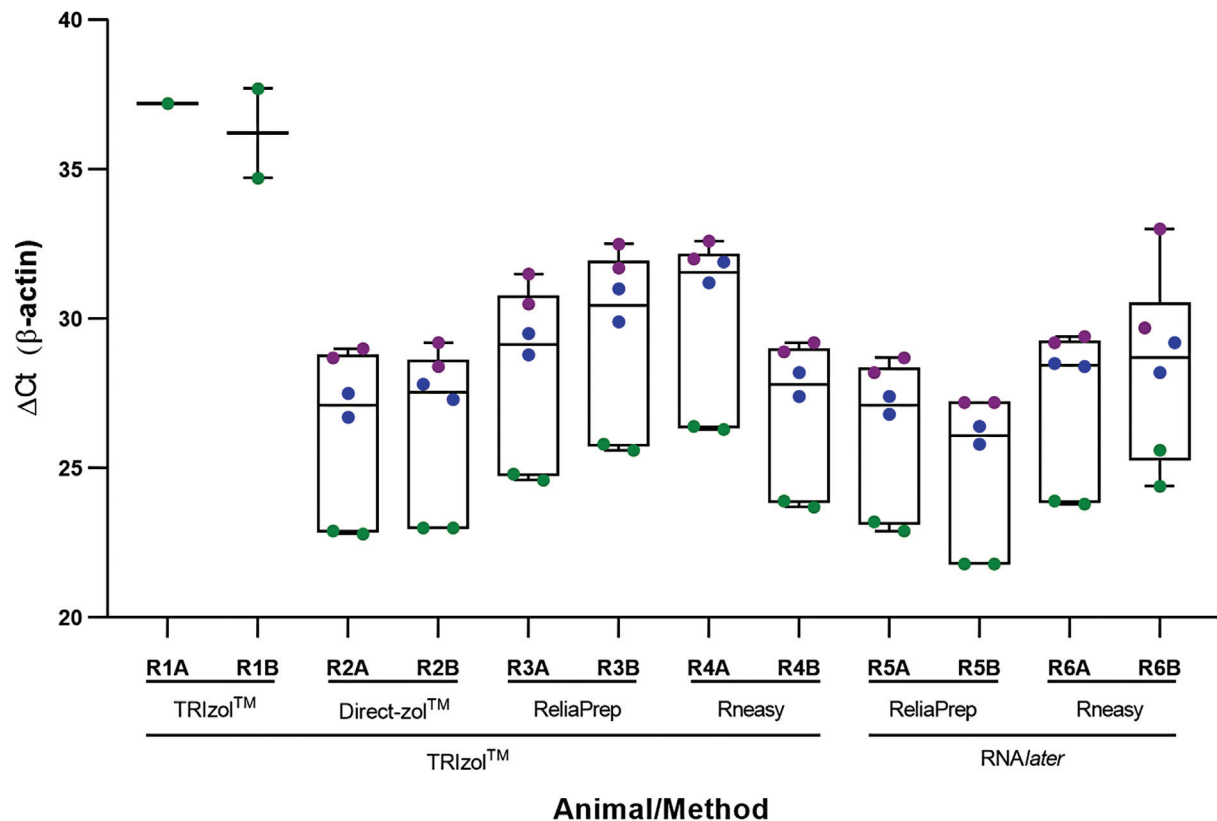 40
35
30
25
20
ΔCt (β-actin)
R1A R1B R2A R2B R3A R3B R4A R4B R5A R5B R6A R6B
TRIzol™ Direct-zol™ ReliaPrep Rneasy ReliaPrep Rneasy
TRIzol™ RNAlater
Animal/Method